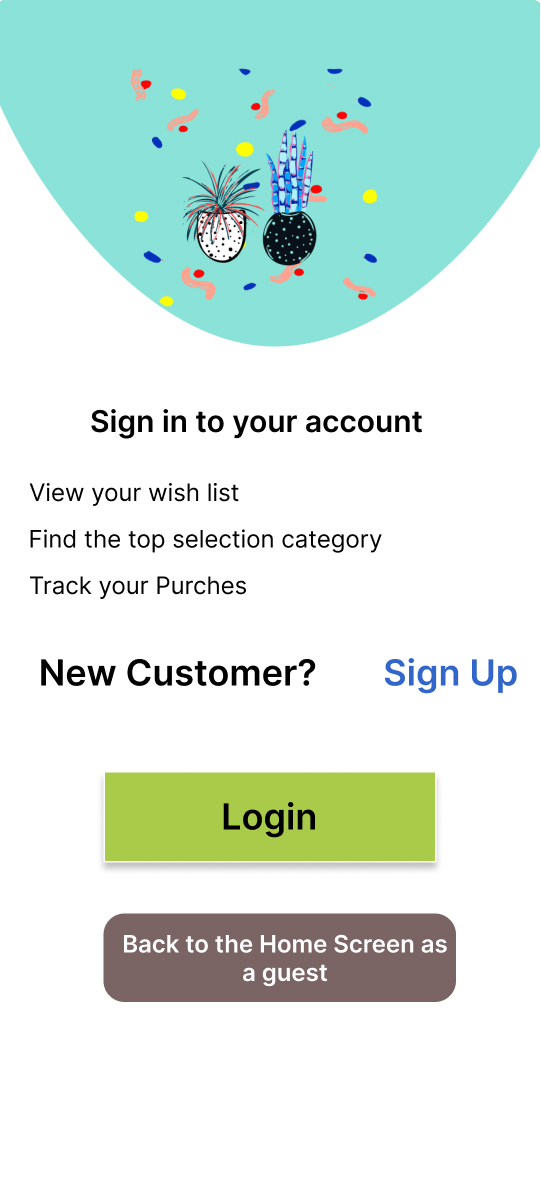 Sign in to your account
View your wish list
Find the top selection category
Track your Purches
New Customer? Sign Up
Login
Back to the Home Screen as
a guest